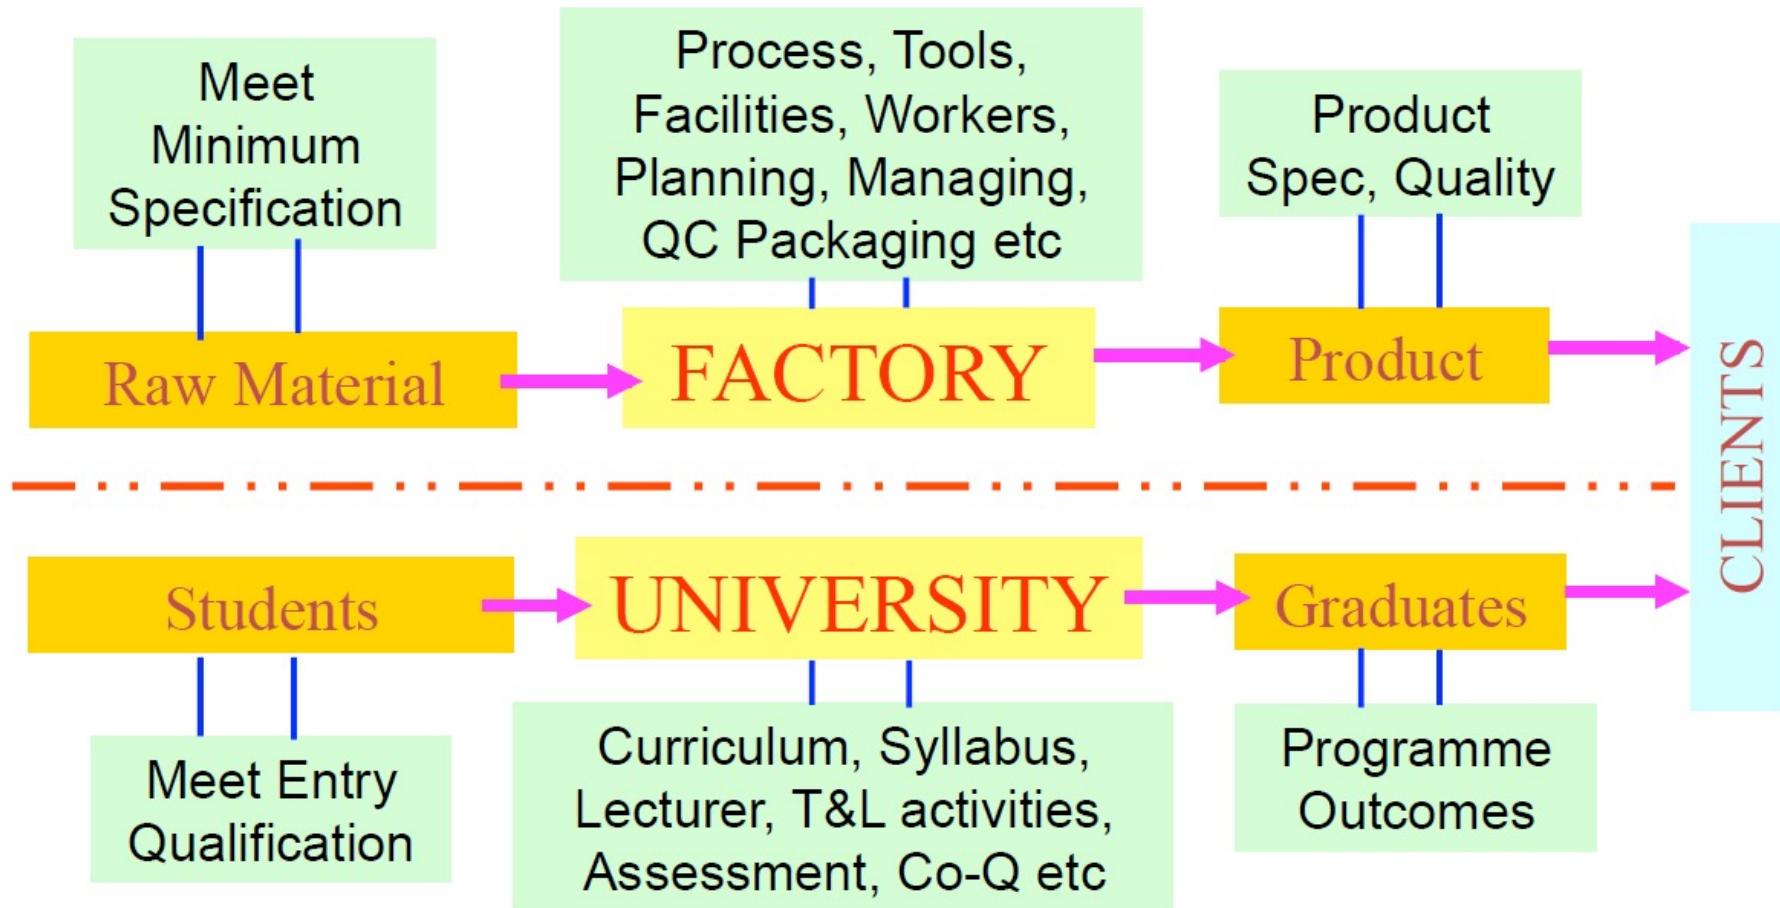 Meet
Minimum
Specification
Process, Tools,
Facilities, Workers,
Planning, Managing,
QC Packaging etc
Product
Spec, Quality
Raw Material
FACTORY
Product
CLIENTS
Students
UNIVERSITY
Graduates
Meet Entry
Qualification
Curriculum, Syllabus,
Lecturer, T&L activities,
Assessment, Co-Q etc
Programme
Outcomes